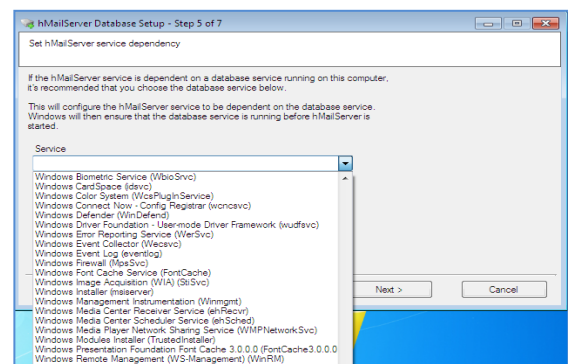 hMailServer Database Setup - Step 5 of 7
Set hMailServer service dependency
If the hMailServer service is dependent on a database service running on this computer,
it's recommended that you choose the database service below.
This will configure the hMailServer service to be dependent on the database service.
Windows will then ensure that the database service is running before hMailServer is
started.
Service
Windows Biometric Service (WbioSrvc)
Windows CardSpace (idsvc)
Windows Color System (WcsPlugInService)
Windows Connect Now - Config Registrar (wcncsvc)
Windows Defender (WinDefend)
Windows Driver Foundation - User-mode Driver Framework (wudfsvc)
Windows Error Reporting Service (WerSvc)
Windows Event Collector (Wecsvc)
Windows Event Log (eventlog)
Windows Firewall (MpsSvc)
Windows Font Cache Service (FontCache)
Windows Image Acquisition (WIA) (StiSvc)
Windows Installer (msiserver)
Windows Management Instrumentation (Winmgmt)
Windows Media Center Receiver Service (ehRecvr)
Windows Media Center Scheduler Service (ehSched)
Windows Media Player Network Sharing Service (WMPNetworkSvc)
Windows Modules Installer (TrustedInstaller)
Windows Presentation Foundation Font Cache 3.0.0.0 (FontCache3.0.0.0
Windows Remote Management (WS-Management) (WinRM)
Next >
Cancel